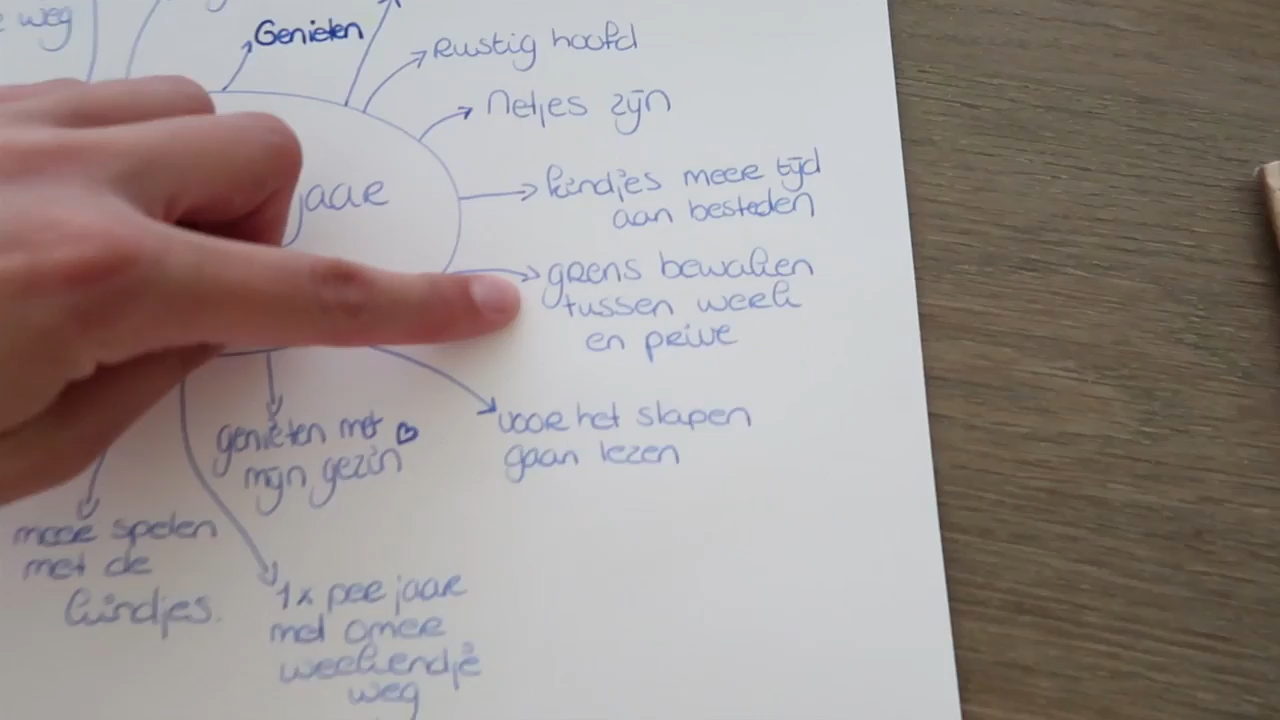 e weg
Genieten
Rustig hoofd
Netjes zijn
jaar
kindjes meer tijd
aan besteden
grens bewaken
tussen werk
en prive
voor het slapen
gaan lezen
genieten met
mijn gezin
meer spelen
met de
kindjes.
1x per jaar
met omer
weekendje
weg